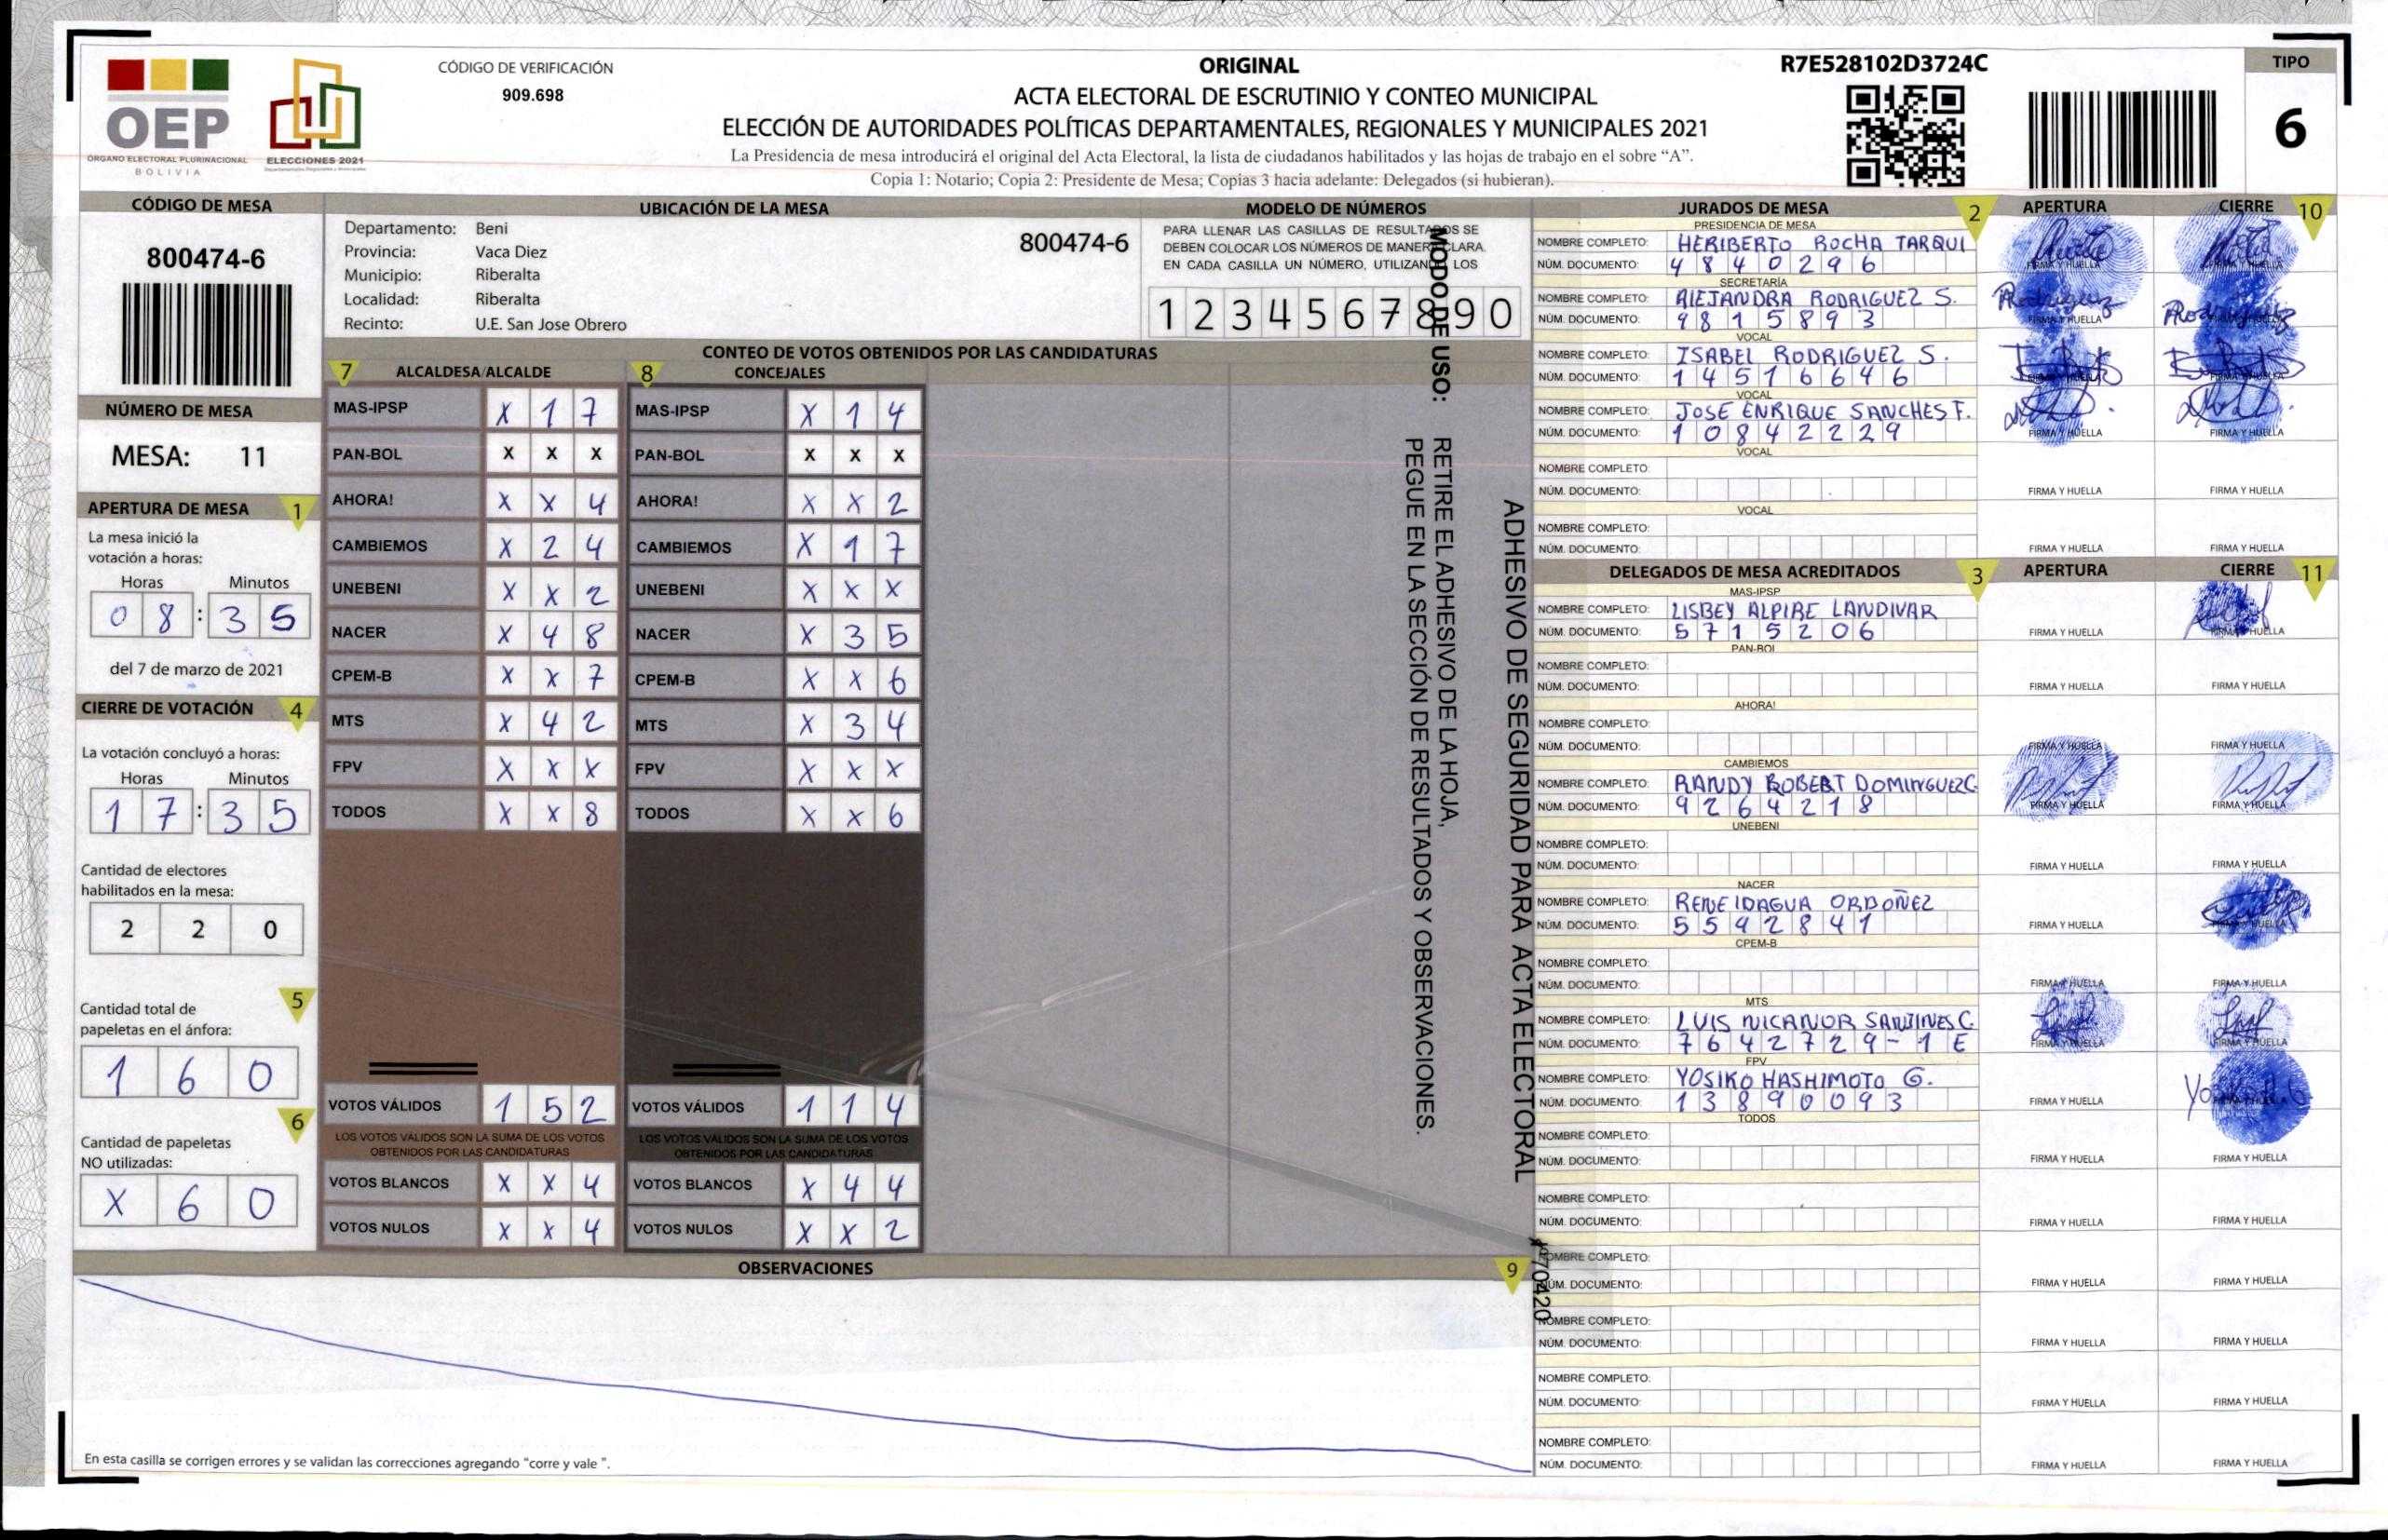 OEP
ÓRGANO ELECTORAL PLURINACIONAL
BOLIVIA
ELECCIONES 2021
Departamentales, Regionales y Municipales
CÓDIGO DE VERIFICACIÓN
909.698
ORIGINAL
ACTA ELECTORAL DE ESCRUTINIO Y CONTEO MUNICIPAL
ELECCIÓN DE AUTORIDADES POLÍTICAS DEPARTAMENTALES, REGIONALES Y MUNICIPALES 2021
La Presidencia de mesa introducirá el original del Acta Electoral, la lista de ciudadanos habilitados y las hojas de trabajo en el sobre “A”.
Copia 1: Notario; Copia 2: Presidente de Mesa; Copias 3 hacia adelante: Delegados (si hubieran).
R7E528102D3724C
TIPO
6
CÓDIGO DE MESA
800474-6
NÚMERO DE MESA
MESA: 11
APERTURA DE MESA 1
La mesa inició la
votación a horas:
Horas Minutos
0 8 : 3 5
del 7 de marzo de 2021
CIERRE DE VOTACIÓN 4
La votación concluyó a horas:
Horas Minutos
1 7 : 3 5
Cantidad de electores
habilitados en la mesa:
2 2 0
5
Cantidad total de
papeletas en el ánfora:
1 6 0
6
Cantidad de papeletas
NO utilizadas:
X 6 0
UBICACIÓN DE LA MESA
Departamento: Beni
Provincia: Vaca Diez
Municipio: Riberalta
Localidad: Riberalta
Recinto: U.E. San Jose Obrero
800474-6
MODELO DE NÚMEROS
PARA LLENAR LAS CASILLAS DE RESULTADOS SE
DEBEN COLOCAR LOS NÚMEROS DE MANERA CLARA.
EN CADA CASILLA UN NÚMERO, UTILIZANDO LOS
1 2 3 4 5 6 7 8 9 0
CONTEO DE VOTOS OBTENIDOS POR LAS CANDIDATURAS
7 ALCALDESA/ALCALDE
MAS-IPSP X 1 7
PAN-BOL X X X
AHORA! X X 4
CAMBIEMOS X 2 4
UNEBENI X X 2
NACER X 4 8
CPEM-B X X 7
MTS X 4 2
FPV X X X
TODOS X X 8
VOTOS VÁLIDOS 1 5 2
LOS VOTOS VÁLIDOS SON LA SUMA DE LOS VOTOS
OBTENIDOS POR LAS CANDIDATURAS
VOTOS BLANCOS X X 4
VOTOS NULOS X X 4
8 CONCEJALES
MAS-IPSP X 1 4
PAN-BOL X X X
AHORA! X X 2
CAMBIEMOS X 1 7
UNEBENI X X X
NACER X 3 5
CPEM-B X X 6
MTS X 3 4
FPV X X X
TODOS X X 6
VOTOS VÁLIDOS 1 1 4
LOS VOTOS VÁLIDOS SON LA SUMA DE LOS VOTOS
OBTENIDOS POR LAS CANDIDATURAS
VOTOS BLANCOS X 4 4
VOTOS NULOS X X 2
MODO DE USO: RETIRE EL ADHESIVO DE LA HOJA,
PEGUE EN LA SECCIÓN DE RESULTADOS Y OBSERVACIONES.
ADHESIVO DE SEGURIDAD PARA ACTA ELECTORAL
OBSERVACIONES 9
En esta casilla se corrigen errores y se validan las correcciones agregando "corre y vale ".
JURADOS DE MESA 2 APERTURA CIERRE 10
PRESIDENCIA DE MESA
NOMBRE COMPLETO: HERIBERTO ROCHA TARQUI
NÚM. DOCUMENTO: 4 8 4 0 2 9 6
FIRMA Y HUELLA FIRMA Y HUELLA
SECRETARÍA
NOMBRE COMPLETO: AlEJANDRA RODRIGUEZ S.
NÚM. DOCUMENTO: 9 8 1 5 8 9 3
FIRMA Y HUELLA FIRMA Y HUELLA
VOCAL
NOMBRE COMPLETO: ISABEL RODRIGUEZ S.
NÚM. DOCUMENTO: 1 4 5 1 6 6 4 6
FIRMA Y HUELLA FIRMA Y HUELLA
VOCAL
NOMBRE COMPLETO: JOSE ENRIQUE SANCHES F.
NÚM. DOCUMENTO: 1 0 8 4 2 2 2 9
FIRMA Y HUELLA FIRMA Y HUELLA
VOCAL
NOMBRE COMPLETO:
NÚM. DOCUMENTO:
FIRMA Y HUELLA FIRMA Y HUELLA
VOCAL
NOMBRE COMPLETO:
NÚM. DOCUMENTO:
FIRMA Y HUELLA FIRMA Y HUELLA
DELEGADOS DE MESA ACREDITADOS 3 APERTURA CIERRE 11
MAS-IPSP
NOMBRE COMPLETO: LISBEY ALPIRE LANDIVAR
NÚM. DOCUMENTO: 5 7 1 5 2 0 6
FIRMA Y HUELLA FIRMA Y HUELLA
PAN-BOL
NOMBRE COMPLETO:
NÚM. DOCUMENTO:
FIRMA Y HUELLA FIRMA Y HUELLA
AHORA!
NOMBRE COMPLETO:
NÚM. DOCUMENTO:
FIRMA Y HUELLA FIRMA Y HUELLA
CAMBIEMOS
NOMBRE COMPLETO: RANDY ROBERT DOMINGUEZ C
NÚM. DOCUMENTO: 9 2 6 4 2 1 8
FIRMA Y HUELLA FIRMA Y HUELLA
UNEBENI
NOMBRE COMPLETO:
NÚM. DOCUMENTO:
FIRMA Y HUELLA FIRMA Y HUELLA
NACER
NOMBRE COMPLETO: RENE IDAGUA ORDOÑEZ
NÚM. DOCUMENTO: 5 5 9 2 8 4 1
FIRMA Y HUELLA FIRMA Y HUELLA
CPEM-B
NOMBRE COMPLETO:
NÚM. DOCUMENTO:
FIRMA Y HUELLA FIRMA Y HUELLA
MTS
NOMBRE COMPLETO: LUIS NICANOR SANJINES C.
NÚM. DOCUMENTO: 7 6 4 2 7 2 9 - 1 E
FIRMA Y HUELLA FIRMA Y HUELLA
FPV
NOMBRE COMPLETO: YOSIKO HASHIMOTO G.
NÚM. DOCUMENTO: 1 3 8 9 0 0 9 3
FIRMA Y HUELLA
TODOS
NOMBRE COMPLETO:
NÚM. DOCUMENTO:
FIRMA Y HUELLA FIRMA Y HUELLA
NOMBRE COMPLETO:
NÚM. DOCUMENTO:
FIRMA Y HUELLA FIRMA Y HUELLA
NOMBRE COMPLETO:
NÚM. DOCUMENTO:
FIRMA Y HUELLA FIRMA Y HUELLA
NOMBRE COMPLETO:
NÚM. DOCUMENTO:
FIRMA Y HUELLA FIRMA Y HUELLA
NOMBRE COMPLETO:
NÚM. DOCUMENTO:
FIRMA Y HUELLA FIRMA Y HUELLA
NOMBRE COMPLETO:
NÚM. DOCUMENTO:
FIRMA Y HUELLA FIRMA Y HUELLA